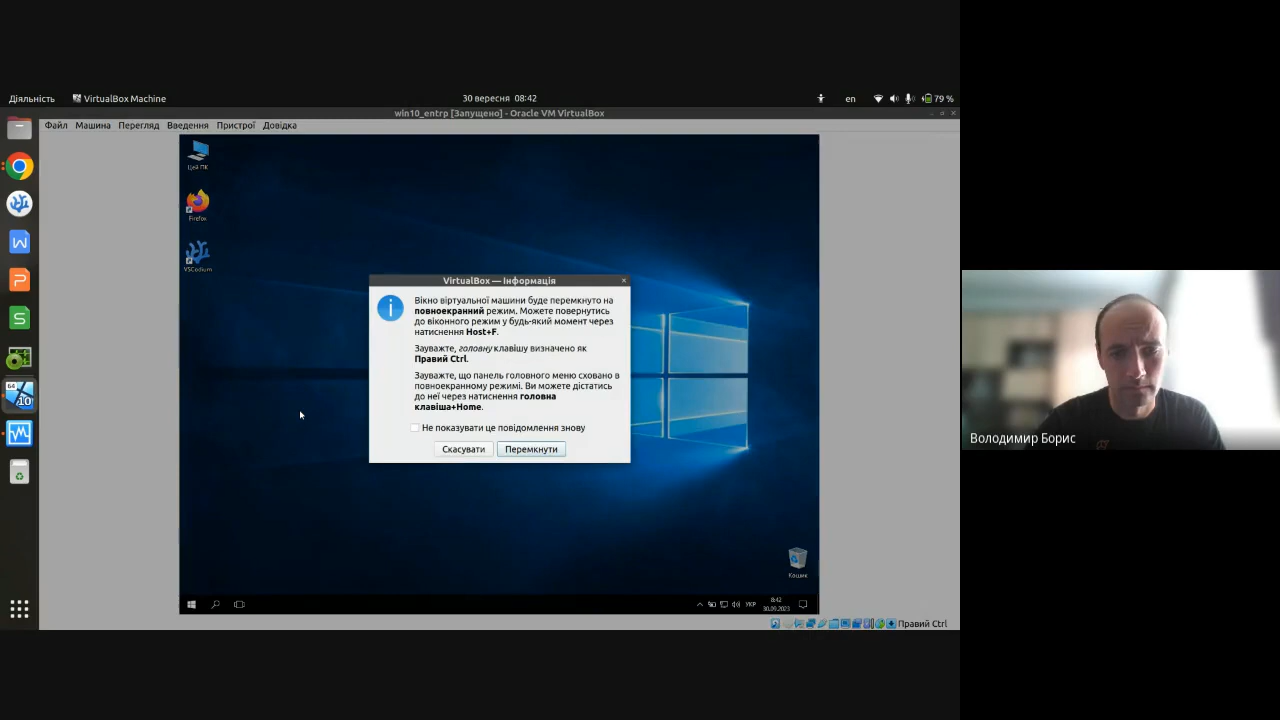 Діяльність
VirtualBox Machine
30 вересня 08:42
en
79 %
win10_entrp [Запущено] - Oracle VM VirtualBox
Файл Машина Перегляд Введення Пристрої Довідка
Цей ПК
Firefox
VSCodium
VirtualBox — Інформація
Вікно віртуальної машини буде перемкнуто на
повноекранний режим. Можете повернутись
до віконного режим у будь-який момент через
натиснення Host+F.
Зауважте, головну клавішу визначено як
Правий Ctrl.
Зауважте, що панель головного меню сховано в
повноекранному режимі. Ви можете дістатись
до неї через натиснення головна
клавіша+Home.
Не показувати це повідомлення знову
Скасувати
Перемкнути
Володимир Борис
Кошик
УКР
8:42
30.09.2023
Правий Ctrl